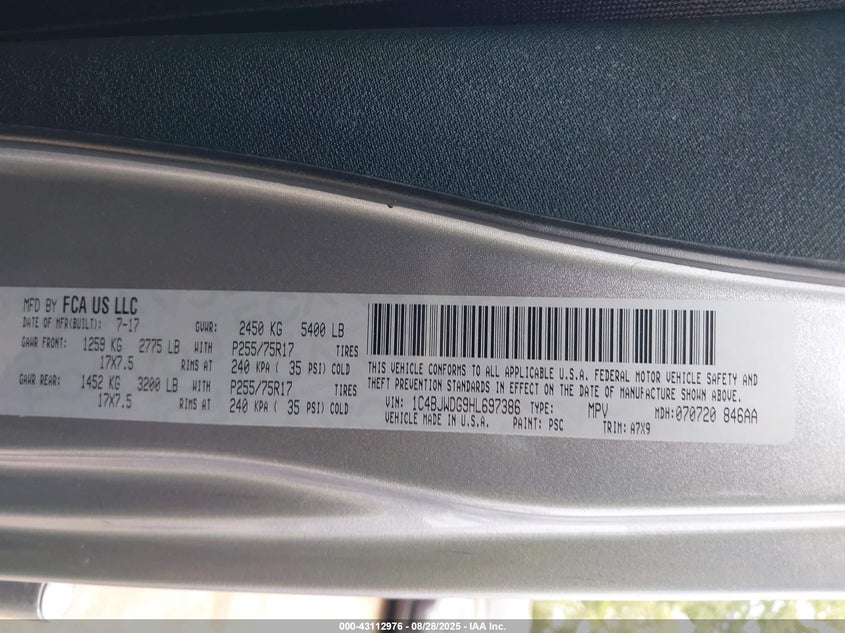 MFD BY FCA US LLC
DATE OF MFR(BUILT): 7-17 GVWR: 2450 KG 5400 LB
GAWR FRONT: 1259 KG 2775 LB WITH P255/75R17 TIRES
17X7.5 RIMS AT 240 KPA ( 35 PSI) COLD
GAWR REAR: 1452 KG 3200 LB WITH P255/75R17 TIRES
17X7.5 RIMS AT 240 KPA ( 35 PSI) COLD
THIS VEHICLE CONFORMS TO ALL APPLICABLE U.S.A. FEDERAL MOTOR VEHICLE SAFETY AND
THEFT PREVENTION STANDARDS IN EFFECT ON THE DATE OF MANUFACTURE SHOWN ABOVE.
VIN: 1C4BJWDG9HL697386 TYPE: MPV MDH:070720 846AA
VEHICLE MADE IN U.S.A. PAINT: PSC TRIM: A7X9
000-43112976 | 08/28/2025 - IAA Inc.